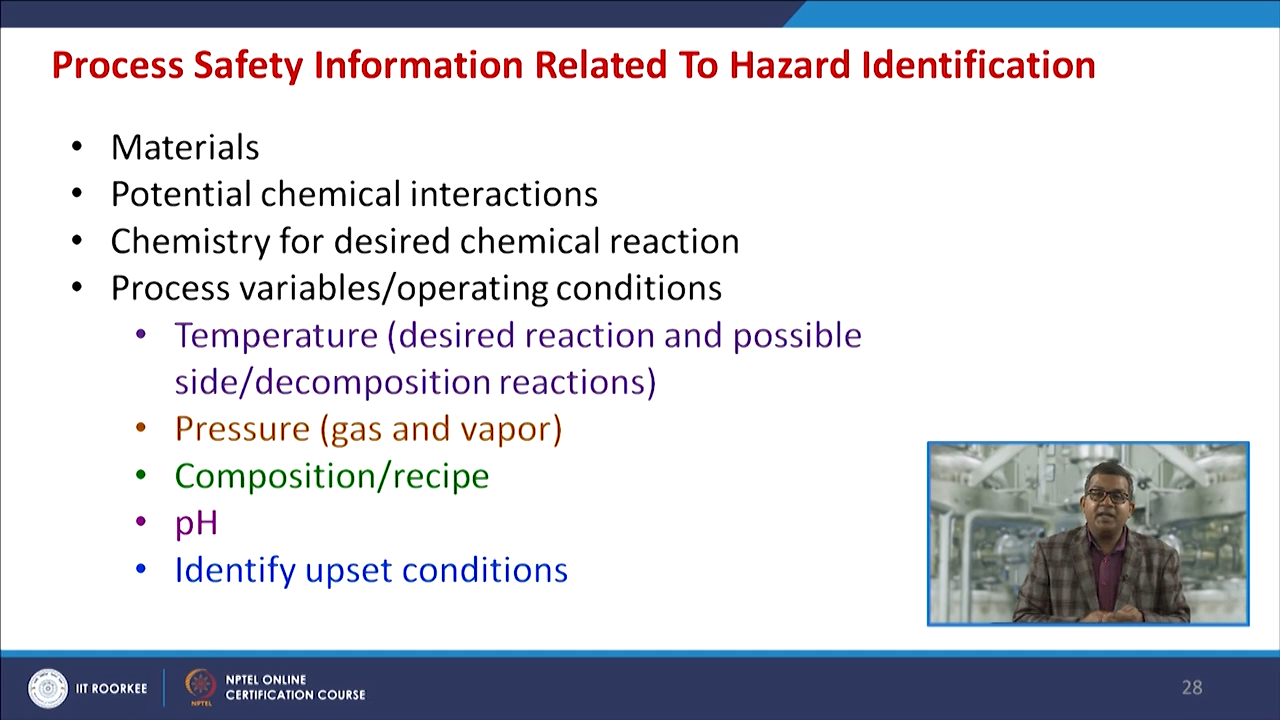 Process Safety Information Related To Hazard Identification
• Materials
• Potential chemical interactions
• Chemistry for desired chemical reaction
• Process variables/operating conditions
• Temperature (desired reaction and possible
side/decomposition reactions)
• Pressure (gas and vapor)
• Composition/recipe
• pH
• Identify upset conditions
IIT ROORKEE
NPTEL
NPTEL ONLINE
CERTIFICATION COURSE
28